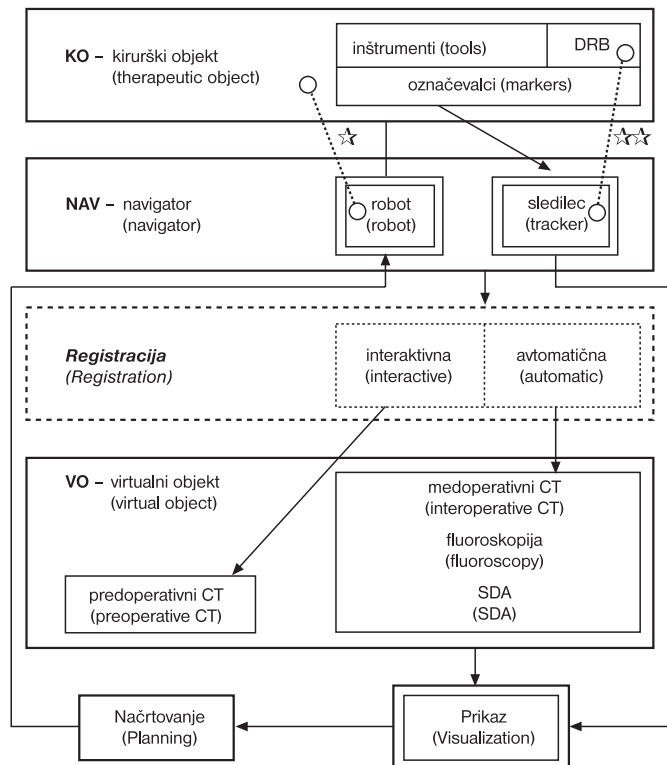 KO – kirurški objekt
(therapeutic object)
inštrumenti (tools)
DRB
označevalci (markers)
NAV – navigator
(navigator)
robot
(robot)
sledilec
(tracker)
Registracija
(Registration)
interaktivna
(interactive)
avtomatična
(automatic)
VO – virtualni objekt
(virtual object)
medoperativni CT
(interoperative CT)
fluoroskopija
(fluoroscopy)
SDA
(SDA)
predoperativni CT
(preoperative CT)
Načrtovanje
(Planning)
Prikaz
(Visualization)